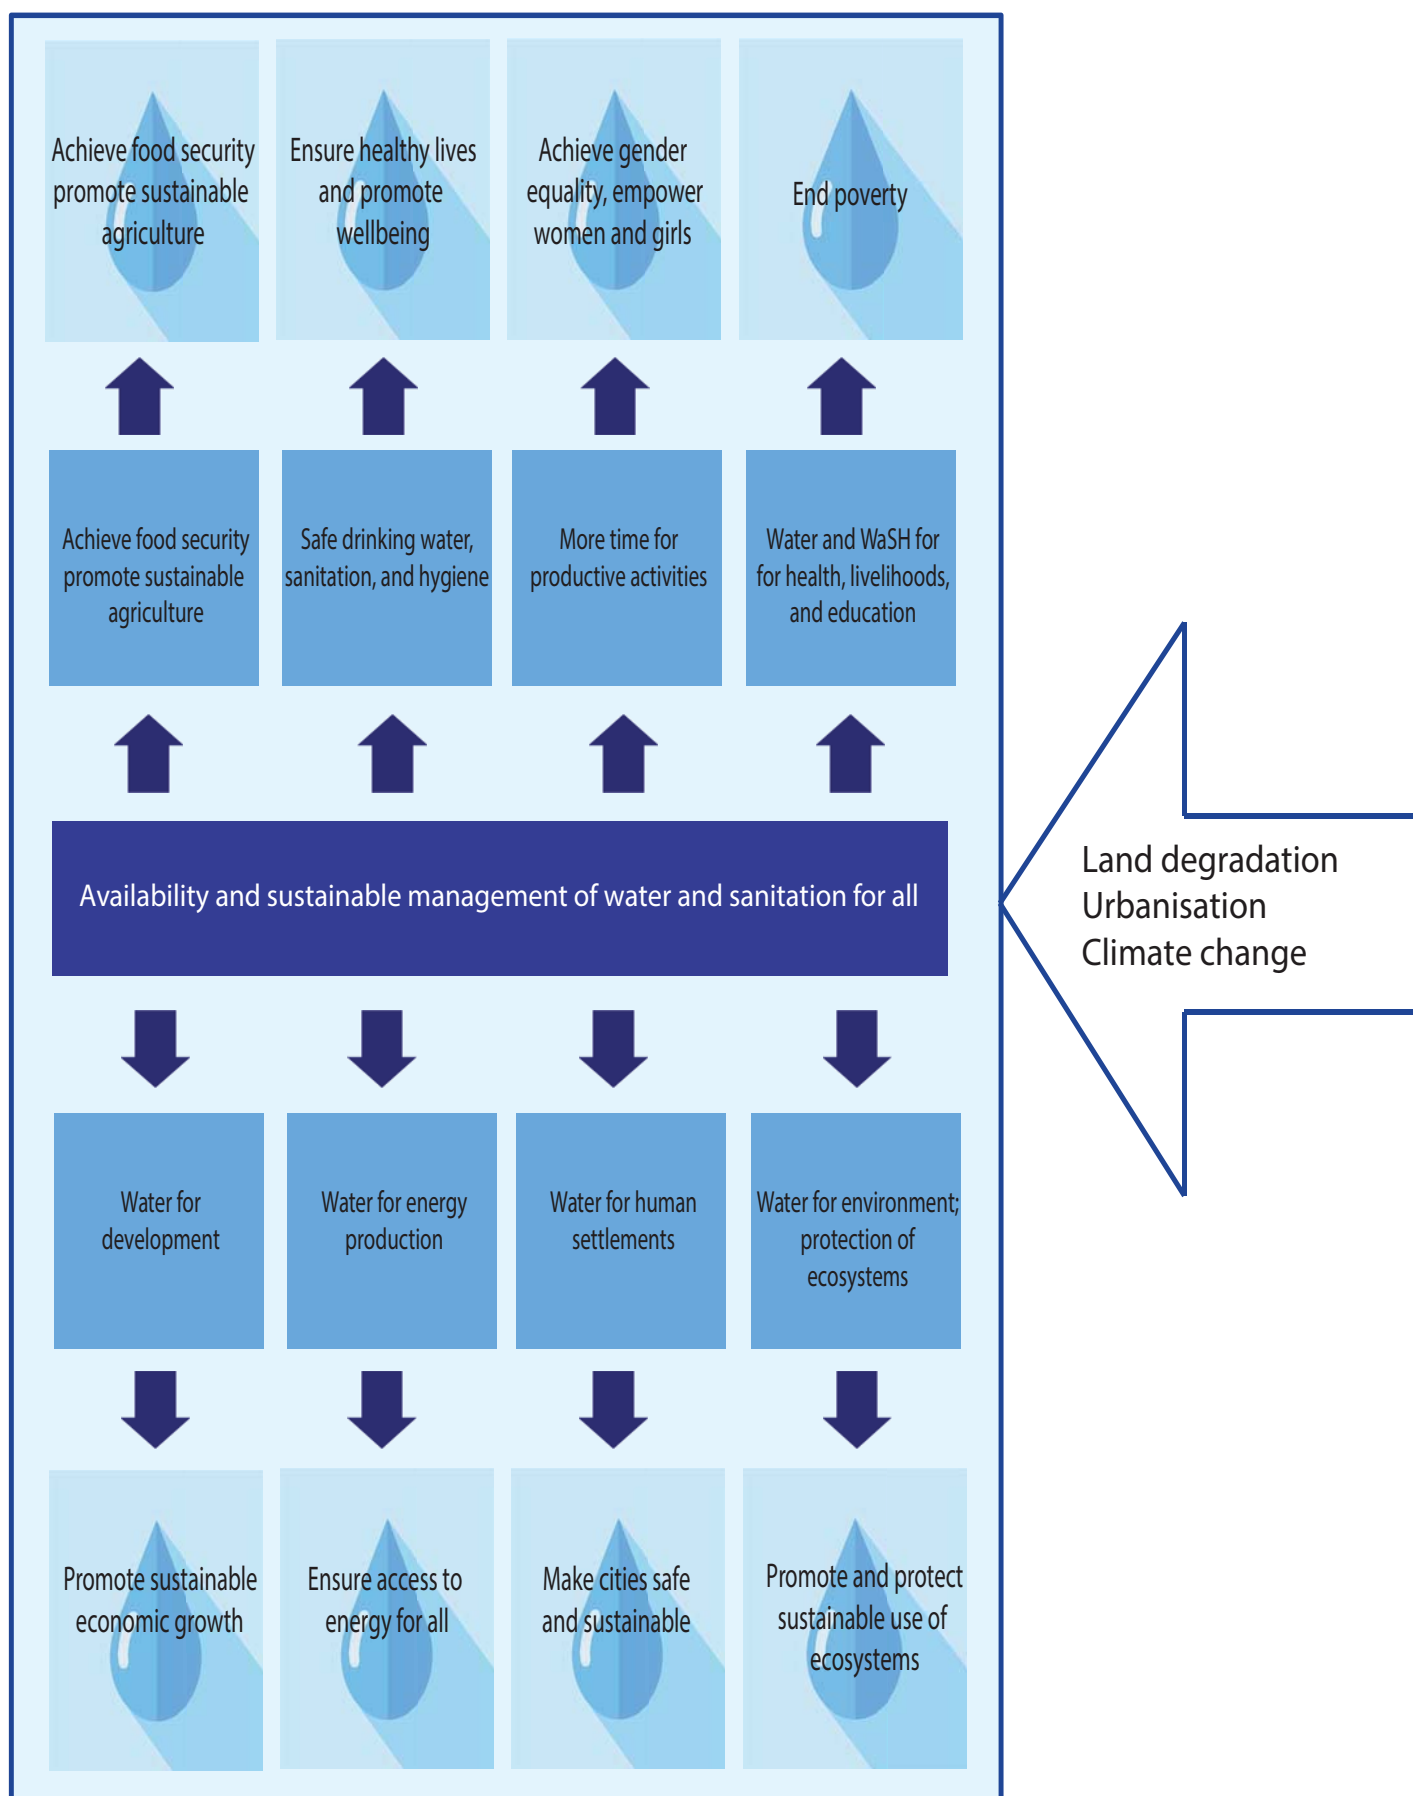 Achieve food security
promote sustainable
agriculture
Ensure healthy lives
and promote
wellbeing
Achieve gender
equality, empower
women and girls
End poverty
Achieve food security
promote sustainable
agriculture
Safe drinking water,
sanitation, and hygiene
More time for
productive activities
Water and WaSH for
for health, livelihoods,
and education
Availability and sustainable management of water and sanitation for all
Land degradation
Urbanisation
Climate change
Water for
development
Water for energy
production
Water for human
settlements
Water for environment;
protection of
ecosystems
Promote sustainable
economic growth
Ensure access to
energy for all
Make cities safe
and sustainable
Promote and protect
sustainable use of
ecosystems